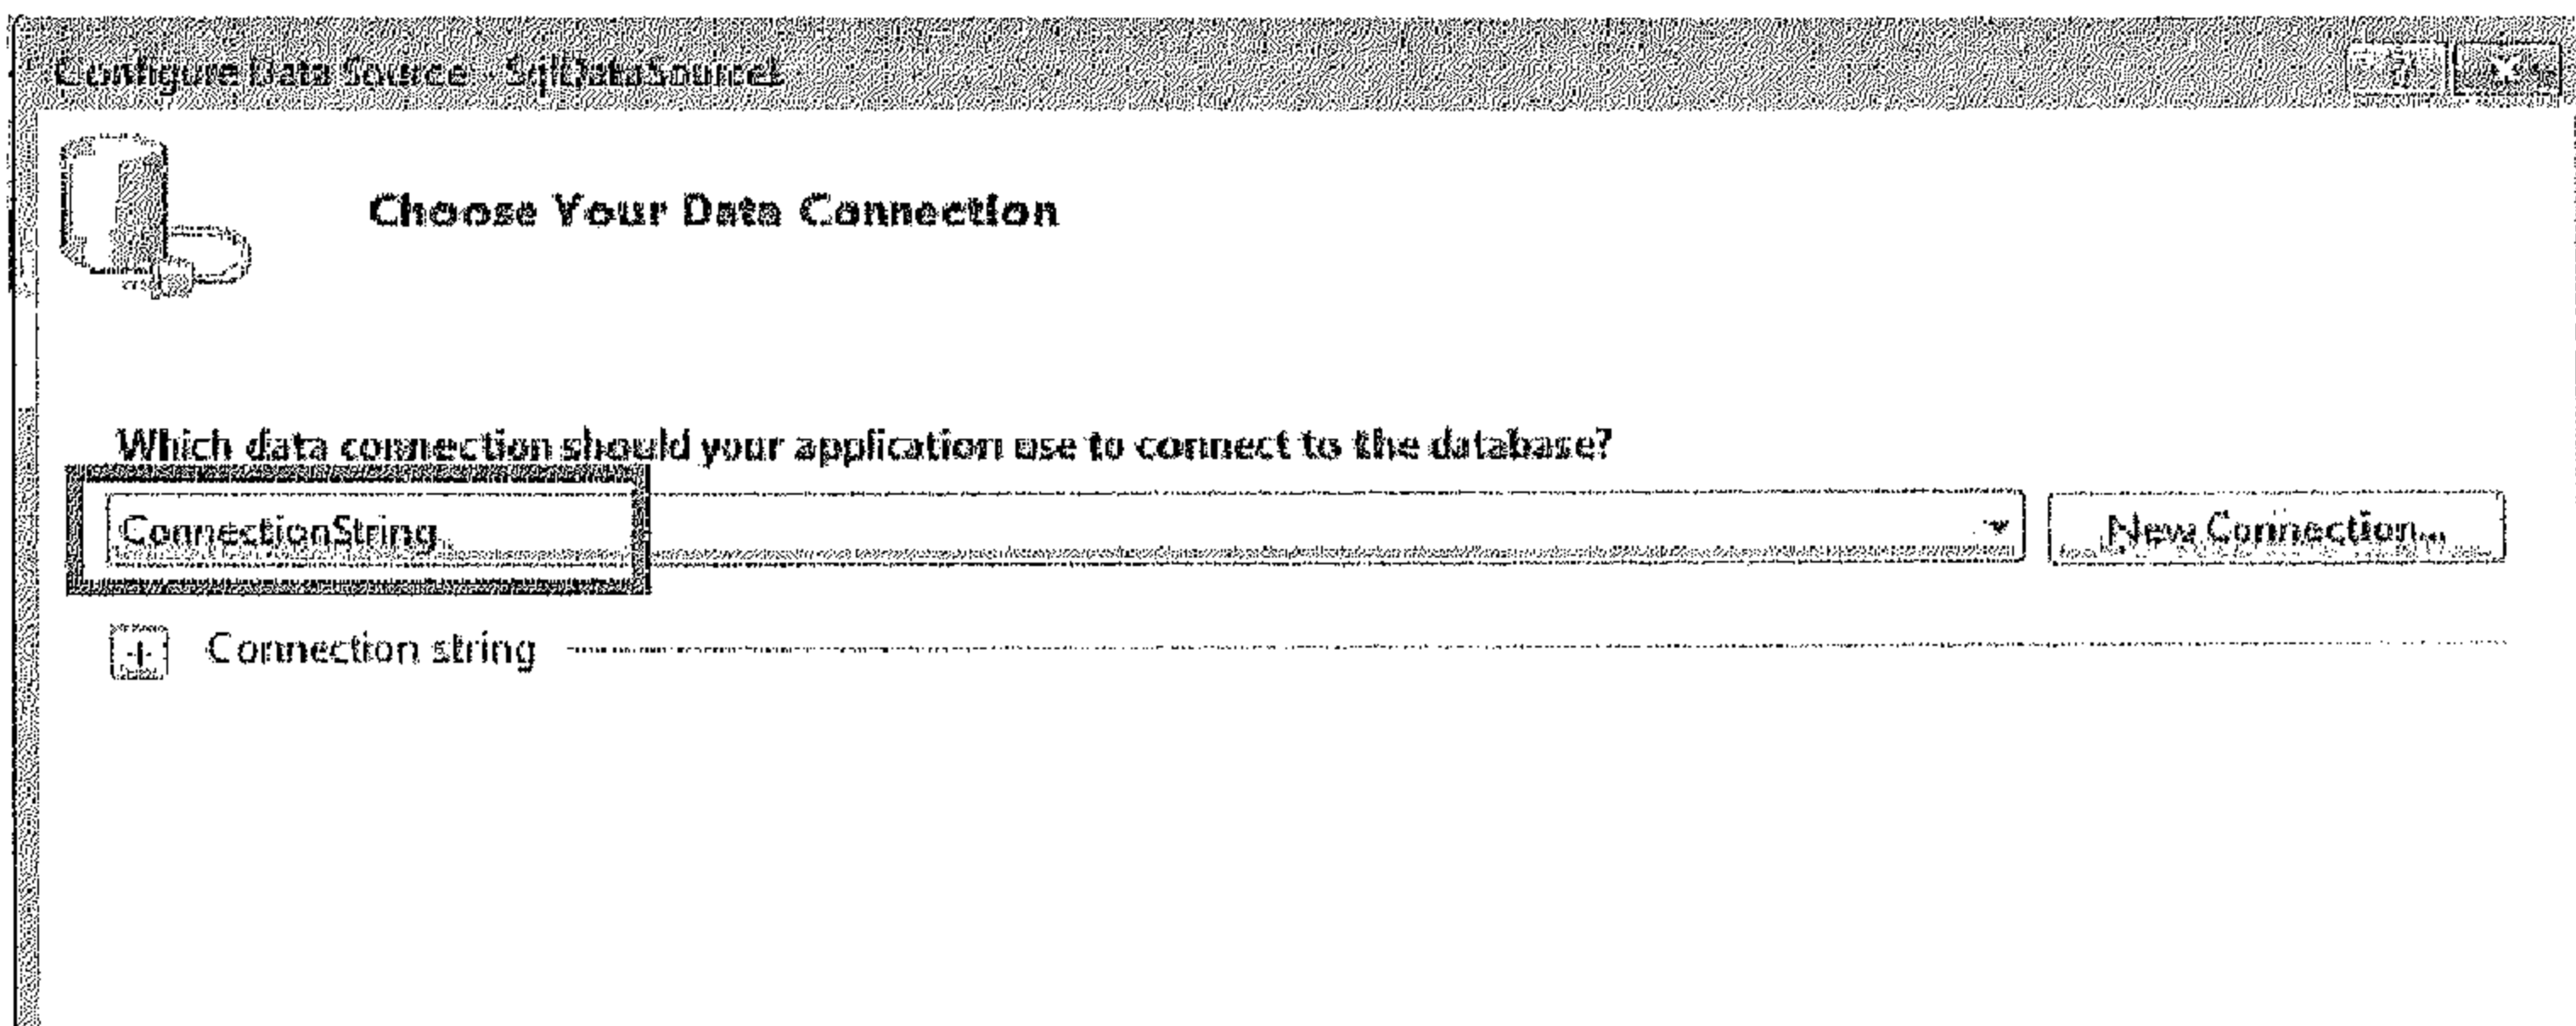 Configure Data Source - SqlDataSource1
Choose Your Data Connection
Which data connection should your application use to connect to the database?
ConnectionString
New Connection...
Connection string